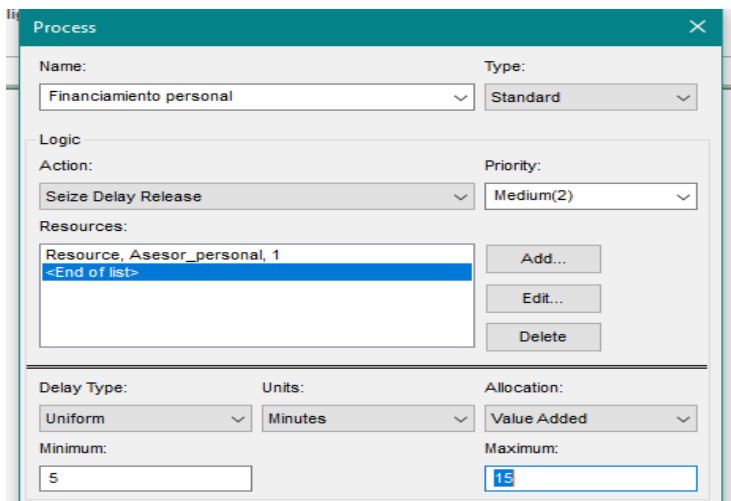 Process
Name:
Type:
Financiamiento personal
Standard
Logic
Action:
Priority:
Seize Delay Release
Medium(2)
Resources:
Resource, Asesor_personal, 1
<End of list>
Add...
Edit...
Delete
Delay Type:
Units:
Allocation:
Uniform
Minutes
Value Added
Minimum:
Maximum:
5
15